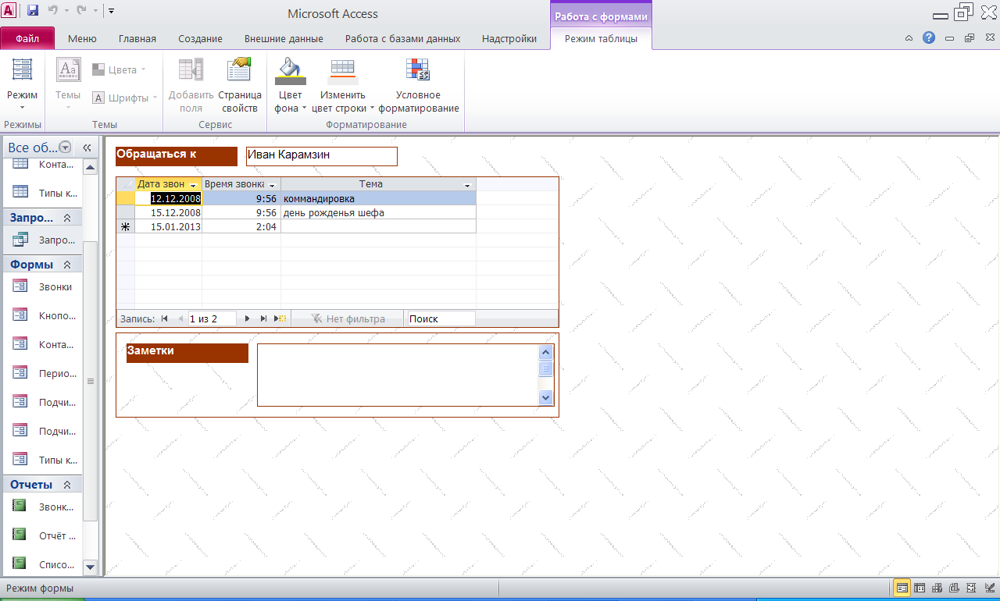 Microsoft Access
Работа с формами
Файл
Меню
Главная
Создание
Внешние данные
Работа с базами данных
Надстройки
Режим таблицы
Режим
Режимы
Aa
Темы
Цвета
A Шрифты
Темы
Добавить поля
Страница свойств
Сервис
Цвет фона
Изменить цвет строки
Условное форматирование
Форматирование
Все об...
Конта...
Типы к...
Запро...
Запро...
Формы
Звонки
Кнопо...
Конта...
Перио...
Подчи...
Подчи...
Типы к...
Отчеты
Звонк...
Отчёт ...
Списо...
Обращаться к Иван Карамзин
Дата звон Время звонк Тема
12.12.2008 9:56 коммандировка
15.12.2008 9:56 день рожденья шефа
15.01.2013 2:04
Запись: 1 из 2 Нет фильтра Поиск
Заметки
Режим формы